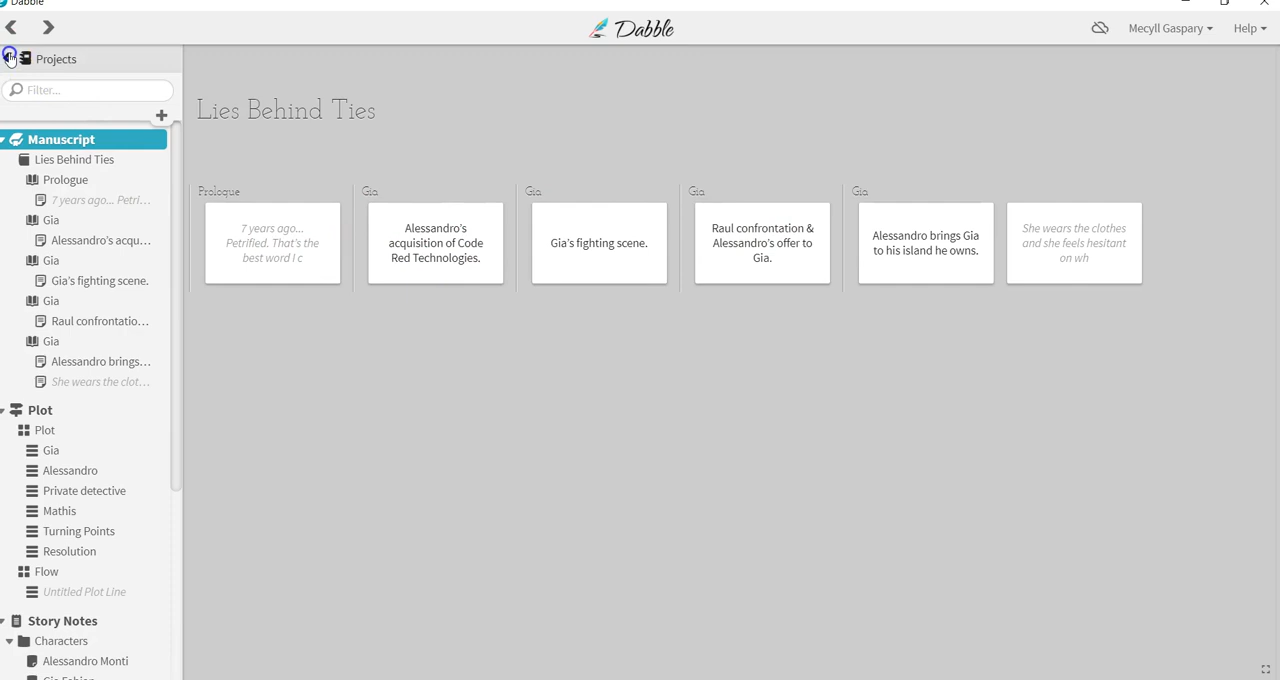 Dabble
Dabble
Mecyll Gaspary
Help
Projects
Filter...
Manuscript
Lies Behind Ties
Prologue
7 years ago... Petri...
Gia
Alessandro's acqu...
Gia
Gia's fighting scene.
Gia
Raul confrontatio...
Gia
Alessandro brings...
She wears the clot...
Plot
Plot
Gia
Alessandro
Private detective
Mathis
Turning Points
Resolution
Flow
Untitled Plot Line
Story Notes
Characters
Alessandro Monti
Gia Fabian
Lies Behind Ties
Prologue
7 years ago...
Petrified. That's the
best word I c
Gia
Alessandro's
acquisition of Code
Red Technologies.
Gia
Gia's fighting scene.
Gia
Raul confrontation &
Alessandro's offer to
Gia.
Gia
Alessandro brings Gia
to his island he owns.
She wears the clothes
and she feels hesitant
on wh